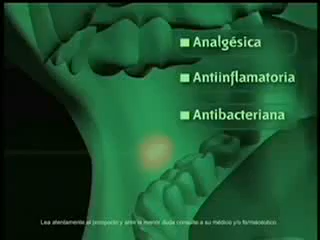 Analgésica
Antiinflamatoria
Antibacteriana
Lea atentamente el prospecto y ante la menor duda consulte a su médico y/o farmacéutico.